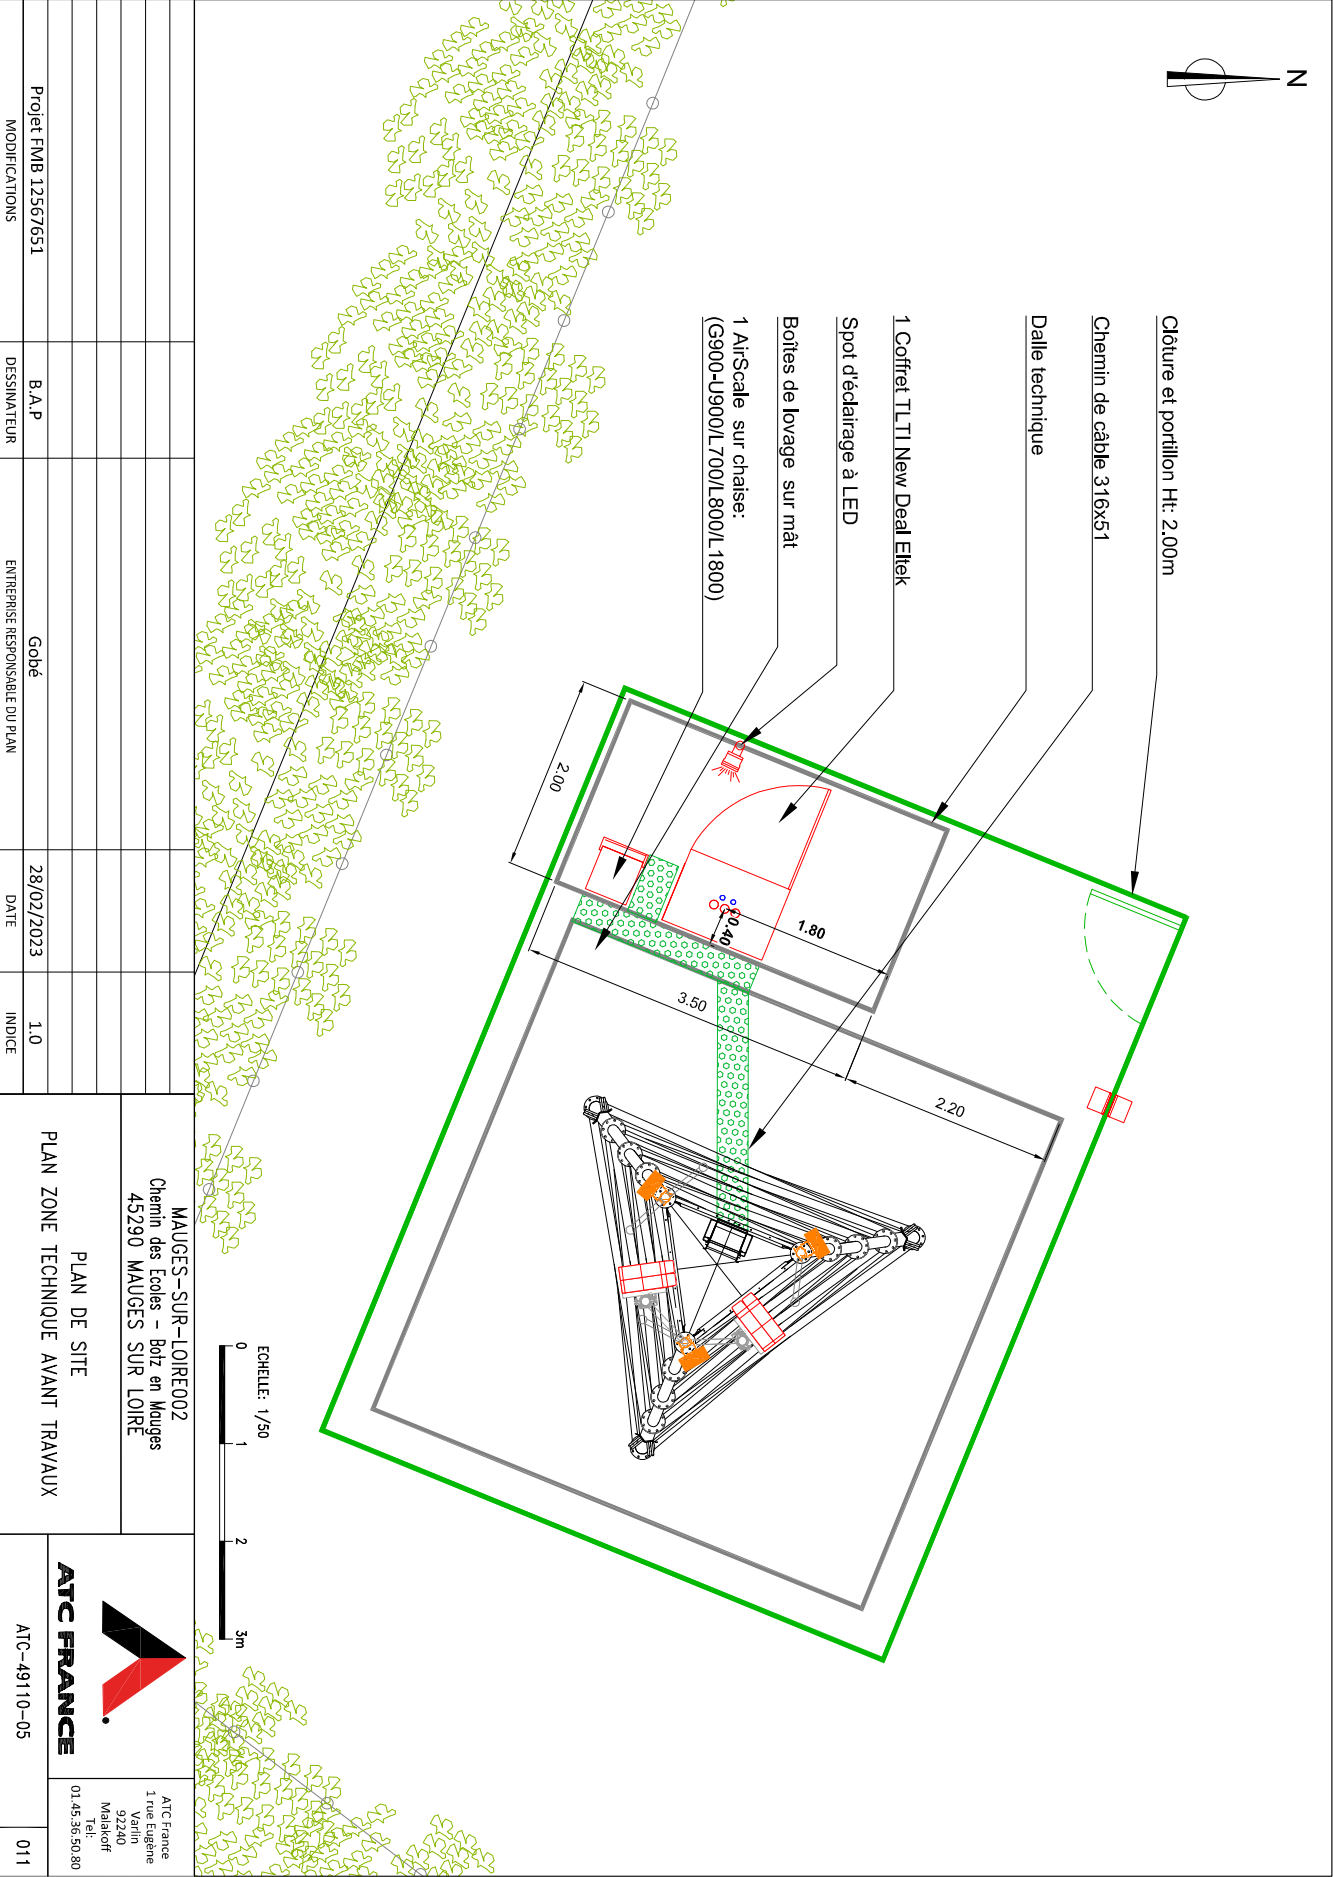 N
Clôture et portillon Ht: 2.00m
Chemin de câble 316x51
Dalle technique
1 Coffret TLTI New Deal Eltek
Spot d'éclairage à LED
Boîtes de lovage sur mât
1 AirScale sur chaise:
(G900-U900/L700/L800/L1800)
2.00
1.80
0.40
3.50
2.20
ECHELLE: 1/50
0 1 2 3m
Projet FMB 12567651
B.A.P
Gobé
28/02/2023
1.0
MODIFICATIONS
DESSINATEUR
ENTREPRISE RESPONSABLE DU PLAN
DATE
INDICE
MAUGES-SUR-LOIRE002
Chemin des Ecoles - Botz en Mauges
45290 MAUGES SUR LOIRE
PLAN DE SITE
PLAN ZONE TECHNIQUE AVANT TRAVAUX
ATC FRANCE
ATC France
1 rue Eugène
Varlin
92240
Malakoff
Tel:
01.45.36.50.80
ATC-49110-05
011